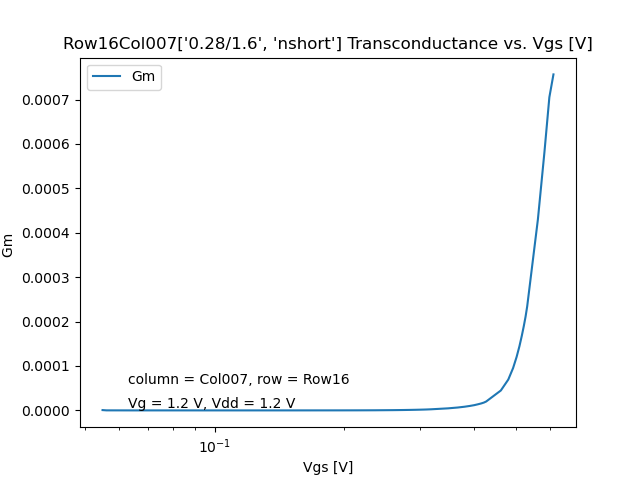 Row16Col007['0.28/1.6', 'nshort'] Transconductance vs. Vgs [V]
Gm
0.0007
0.0006
0.0005
0.0004
0.0003
0.0002
0.0001
0.0000
Gm
column = Col007, row = Row16
Vg = 1.2 V, Vdd = 1.2 V
10⁻¹
Vgs [V]